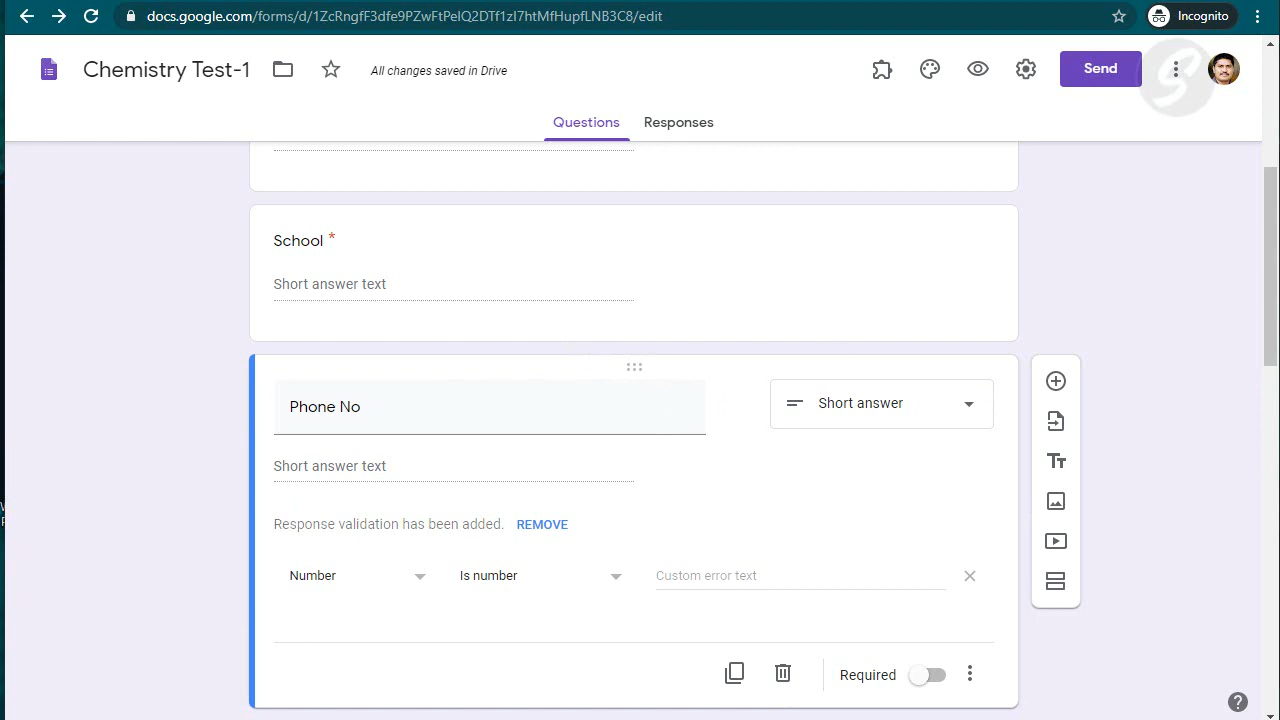 docs.google.com/forms/d/1ZcRngfF3dfe9PZwFtPelQ2DTf1zI7htMfHupfLNB3C8/edit
Incognito
Chemistry Test-1
All changes saved in Drive
Send
S
Questions
Responses
School *
Short answer text
Phone No
Short answer
Short answer text
Response validation has been added. REMOVE
Number
Is number
Custom error text
Required